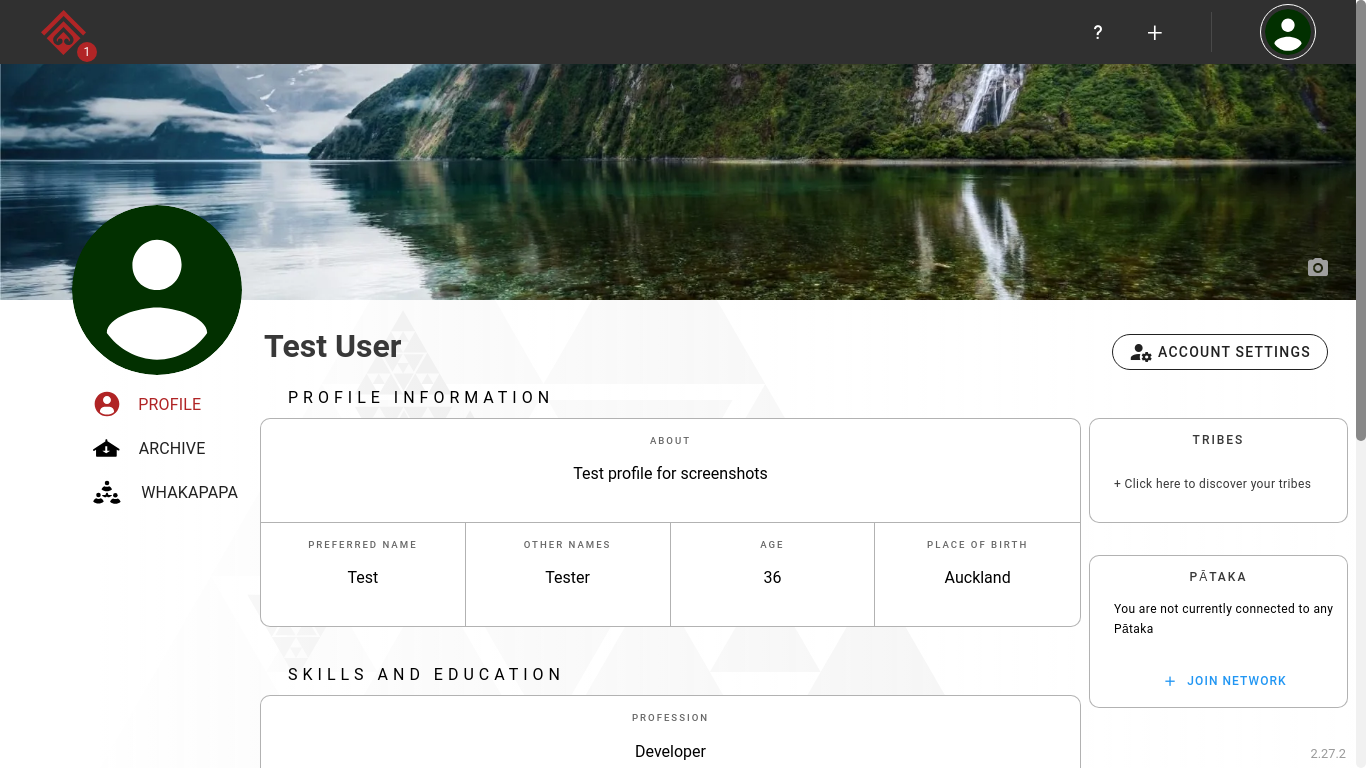 1
?
Test User
ACCOUNT SETTINGS
PROFILE
ARCHIVE
WHAKAPAPA
PROFILE INFORMATION
ABOUT
Test profile for screenshots
PREFERRED NAME
Test
OTHER NAMES
Tester
AGE
36
PLACE OF BIRTH
Auckland
SKILLS AND EDUCATION
PROFESSION
Developer
TRIBES
+ Click here to discover your tribes
PĀTAKA
You are not currently connected to any
Pātaka
+ JOIN NETWORK
2.27.2